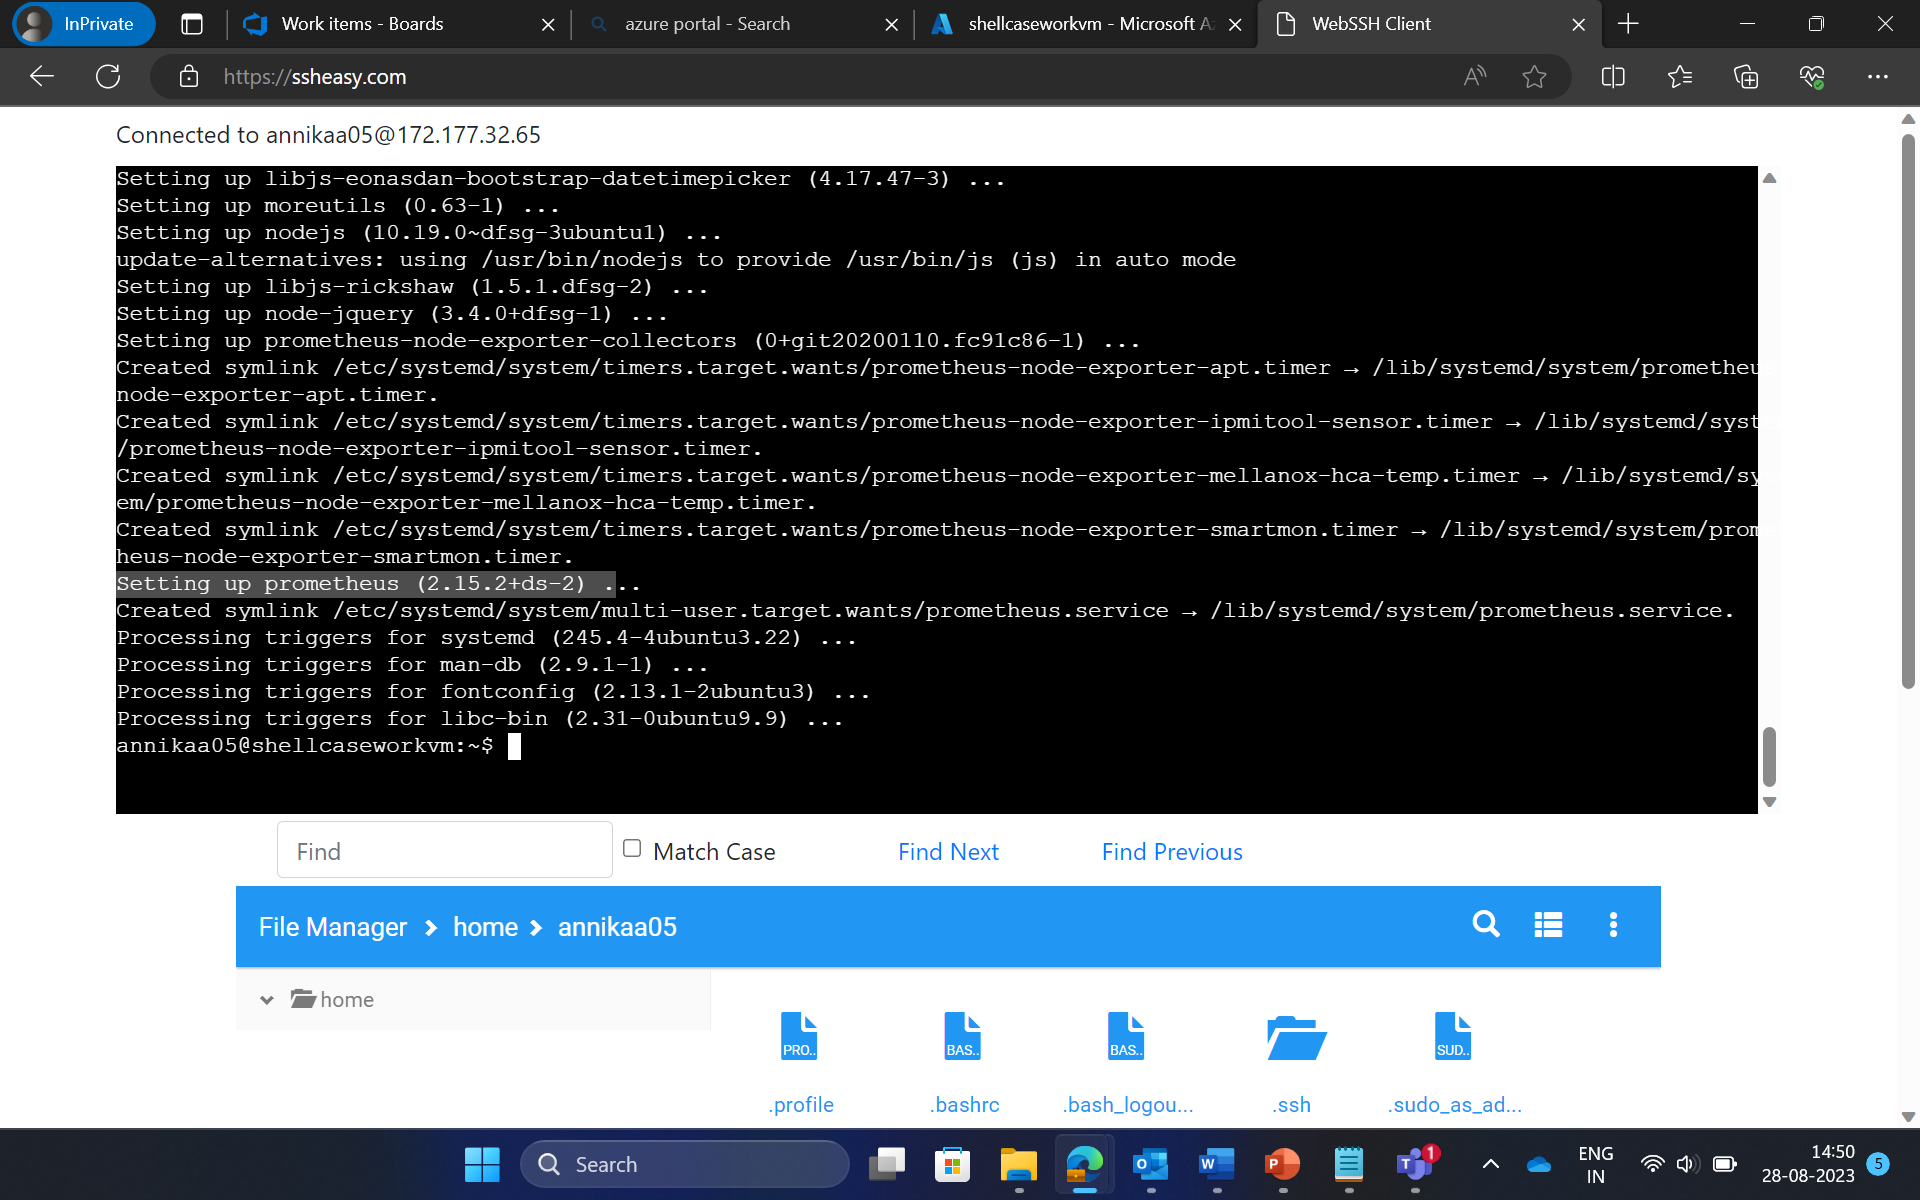 InPrivate
Work items - Boards
azure portal - Search
shellcaseworkvm - Microsoft A
WebSSH Client
https://ssheasy.com
Connected to annikaa05@172.177.32.65
Setting up libjs-eonasdan-bootstrap-datetimepicker (4.17.47-3) ...
Setting up moreutils (0.63-1) ...
Setting up nodejs (10.19.0~dfsg-3ubuntu1) ...
update-alternatives: using /usr/bin/nodejs to provide /usr/bin/js (js) in auto mode
Setting up libjs-rickshaw (1.5.1.dfsg-2) ...
Setting up node-jquery (3.4.0+dfsg-1) ...
Setting up prometheus-node-exporter-collectors (0+git20200110.fc91c86-1) ...
Created symlink /etc/systemd/system/timers.target.wants/prometheus-node-exporter-apt.timer → /lib/systemd/system/prometheu
node-exporter-apt.timer.
Created symlink /etc/systemd/system/timers.target.wants/prometheus-node-exporter-ipmitool-sensor.timer → /lib/systemd/syst
/prometheus-node-exporter-ipmitool-sensor.timer.
Created symlink /etc/systemd/system/timers.target.wants/prometheus-node-exporter-mellanox-hca-temp.timer → /lib/systemd/sy
em/prometheus-node-exporter-mellanox-hca-temp.timer.
Created symlink /etc/systemd/system/timers.target.wants/prometheus-node-exporter-smartmon.timer → /lib/systemd/system/prom
heus-node-exporter-smartmon.timer.
Setting up prometheus (2.15.2+ds-2) ...
Created symlink /etc/systemd/system/multi-user.target.wants/prometheus.service → /lib/systemd/system/prometheus.service.
Processing triggers for systemd (245.4-4ubuntu3.22) ...
Processing triggers for man-db (2.9.1-1) ...
Processing triggers for fontconfig (2.13.1-2ubuntu3) ...
Processing triggers for libc-bin (2.31-0ubuntu9.9) ...
annikaa05@shellcaseworkvm:~$
Find
Match Case
Find Next
Find Previous
File Manager > home > annikaa05
home
PRO..
BAS..
BAS..
SUD..
.profile
.bashrc
.bash_logou...
.ssh
.sudo_as_ad...
Search
1
ENG
IN
14:50
28-08-2023
5